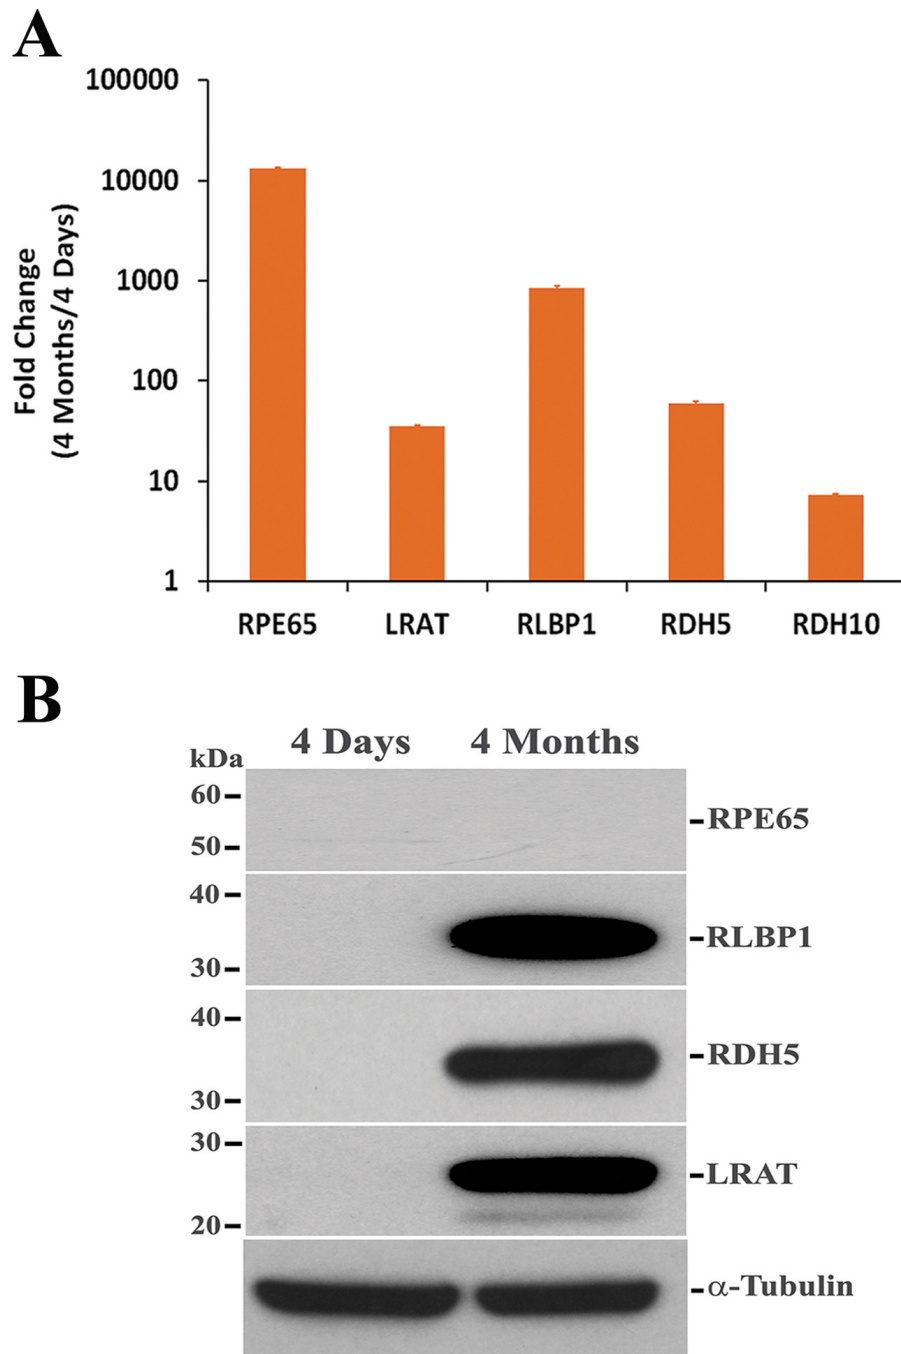 A
100000
10000
1000
100
10
1
Fold Change
(4 Months/4 Days)
RPE65 LRAT RLBP1 RDH5 RDH10
B
4 Days 4 Months
kDa
60
RPE65
50
40
RLBP1
30
40
RDH5
30
30
LRAT
20
α-Tubulin